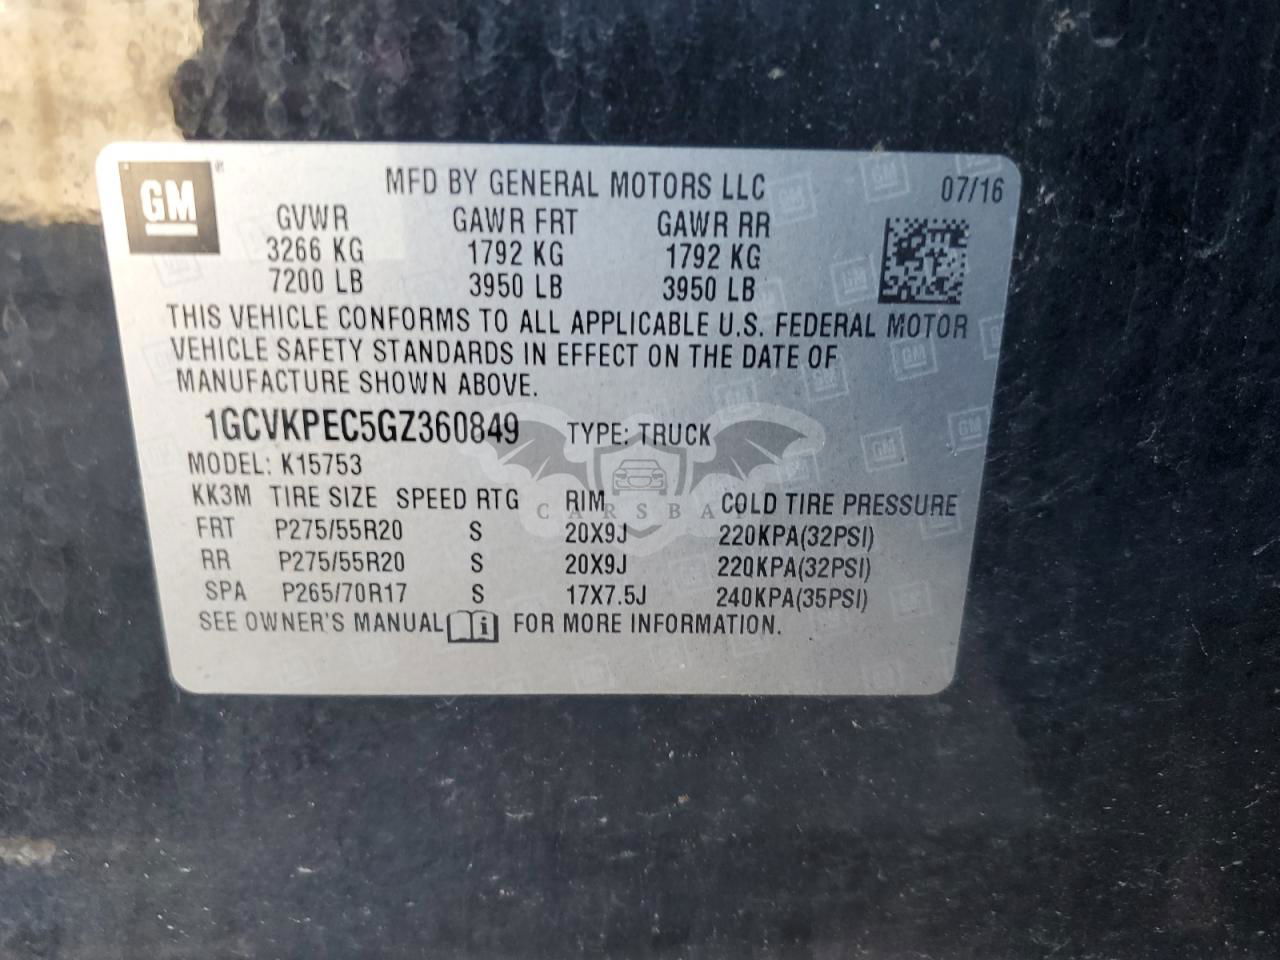 GM
MFD BY GENERAL MOTORS LLC 07/16
GVWR GAWR FRT GAWR RR
3266 KG 1792 KG 1792 KG
7200 LB 3950 LB 3950 LB
THIS VEHICLE CONFORMS TO ALL APPLICABLE U.S. FEDERAL MOTOR
VEHICLE SAFETY STANDARDS IN EFFECT ON THE DATE OF
MANUFACTURE SHOWN ABOVE.
1GCVKPEC5GZ360849 TYPE: TRUCK
MODEL: K15753
KK3M TIRE SIZE SPEED RTG RIM COLD TIRE PRESSURE
FRT P275/55R20 S 20X9J 220KPA(32PSI)
RR P275/55R20 S 20X9J 220KPA(32PSI)
SPA P265/70R17 S 17X7.5J 240KPA(35PSI)
SEE OWNER'S MANUAL i FOR MORE INFORMATION.